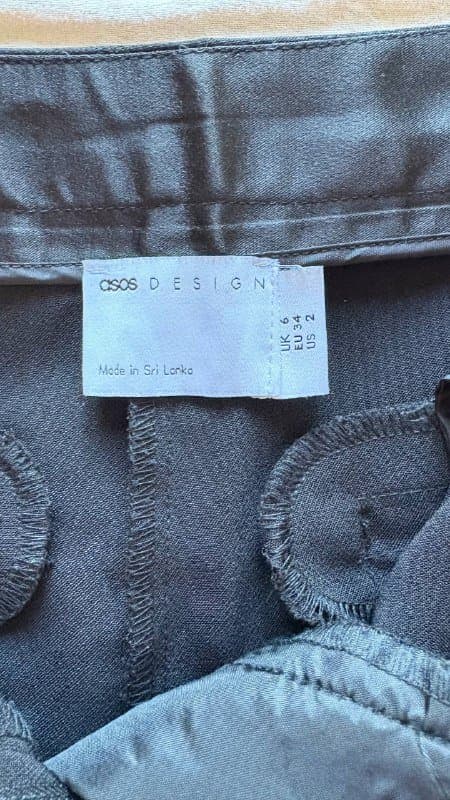 asos DESIGN
Made in Sri Lanka
UK 6
EU 34
US 2